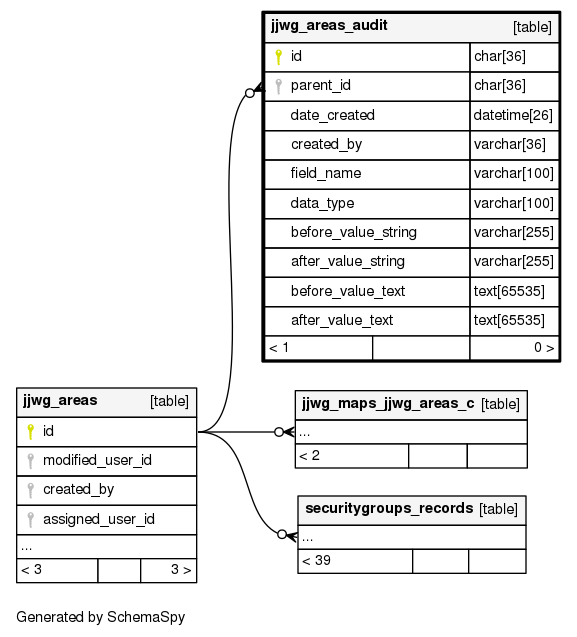 jjwg_areas_audit [table]
id char[36]
parent_id char[36]
date_created datetime[26]
created_by varchar[36]
field_name varchar[100]
data_type varchar[100]
before_value_string varchar[255]
after_value_string varchar[255]
before_value_text text[65535]
after_value_text text[65535]
< 1 0 >
jjwg_areas [table]
id
modified_user_id
created_by
assigned_user_id
...
< 3 3 >
jjwg_maps_jjwg_areas_c [table]
...
< 2
securitygroups_records [table]
...
< 39
Generated by SchemaSpy